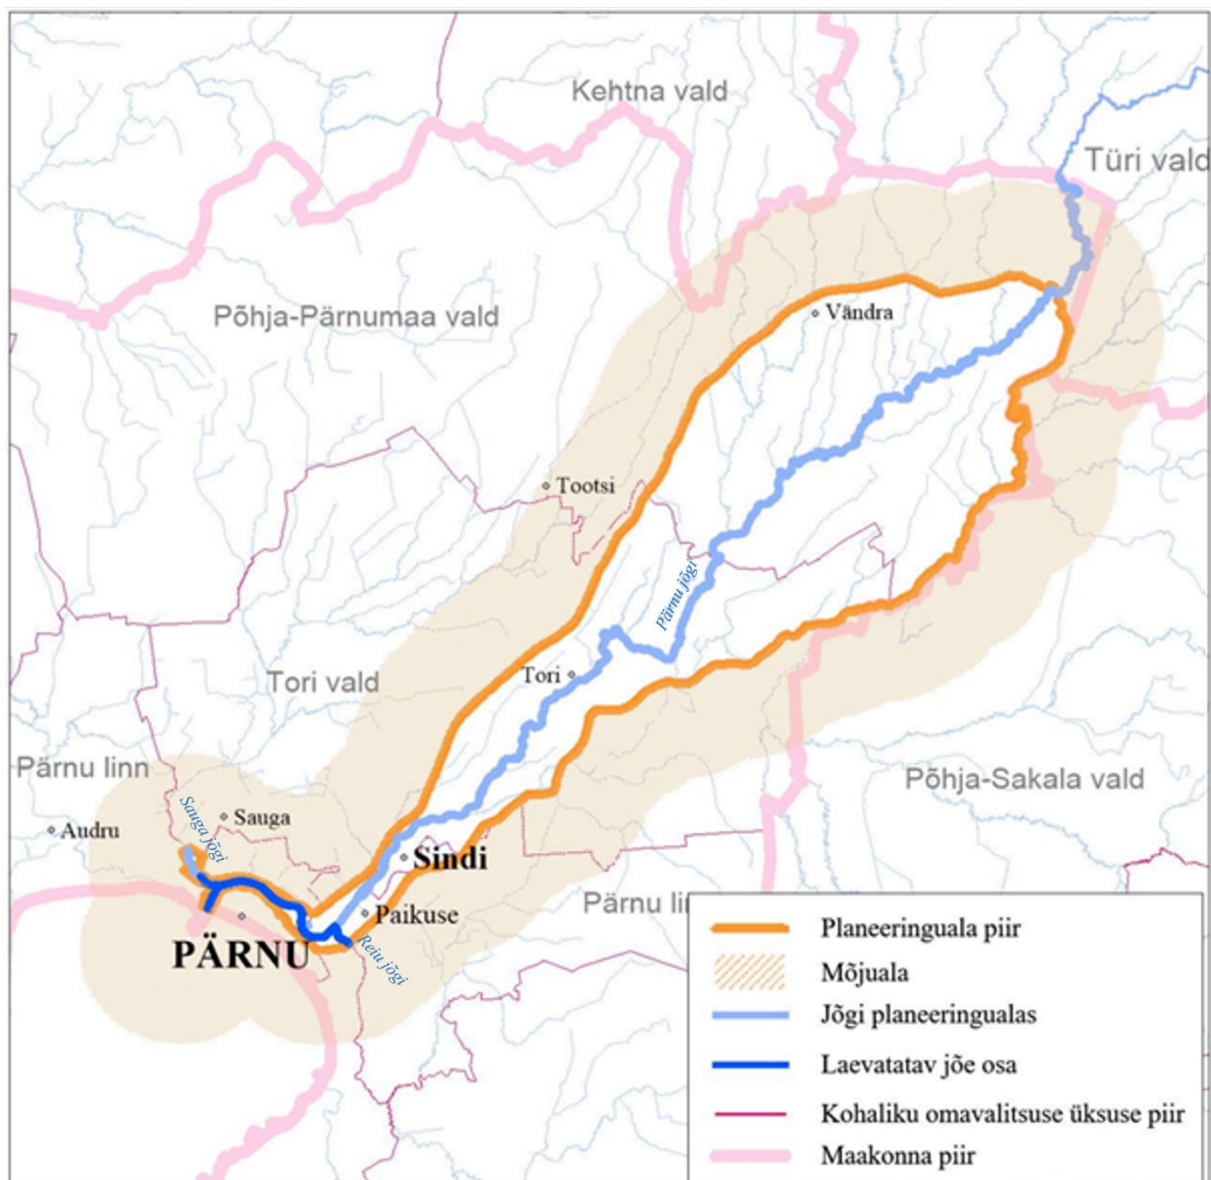 Kehtna vald
Türi vald
Põhja-Pärnumaa vald
Vändra
Tootsi
Pärnu jõgi
Tori
Tori vald
Pärnu linn
Põhja-Sakala vald
Sauga jõgi
Sauga
Audru
Sindi
Pärnu li
Paikuse
PÄRNU
Reiu jõgi
Planeeringuala piir
Mõjuala
Jõgi planeeringualas
Laevatatav jõe osa
Kohaliku omavalitsuse üksuse piir
Maakonna piir